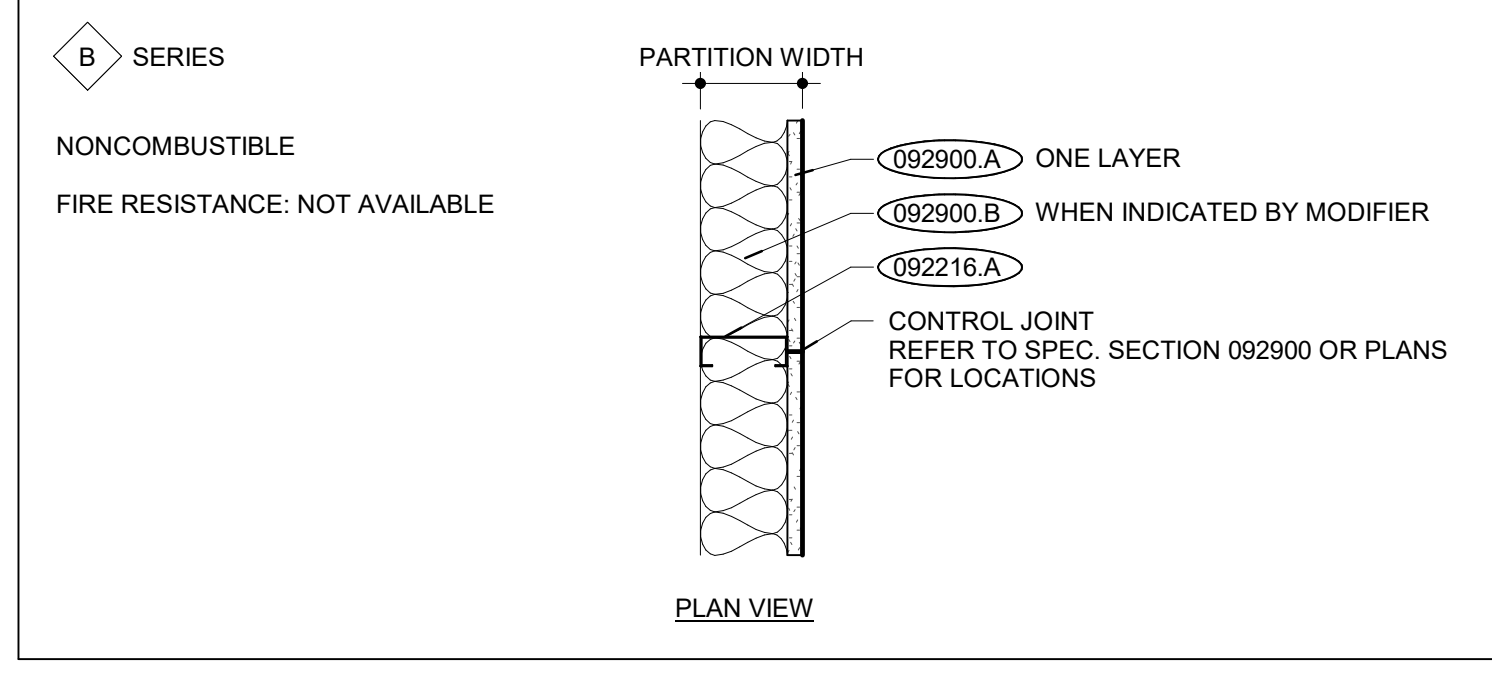 B SERIES
PARTITION WIDTH
NONCOMBUSTIBLE
FIRE RESISTANCE: NOT AVAILABLE
092900.A ONE LAYER
092900.B WHEN INDICATED BY MODIFIER
092216.A
CONTROL JOINT
REFER TO SPEC. SECTION 092900 OR PLANS
FOR LOCATIONS
PLAN VIEW